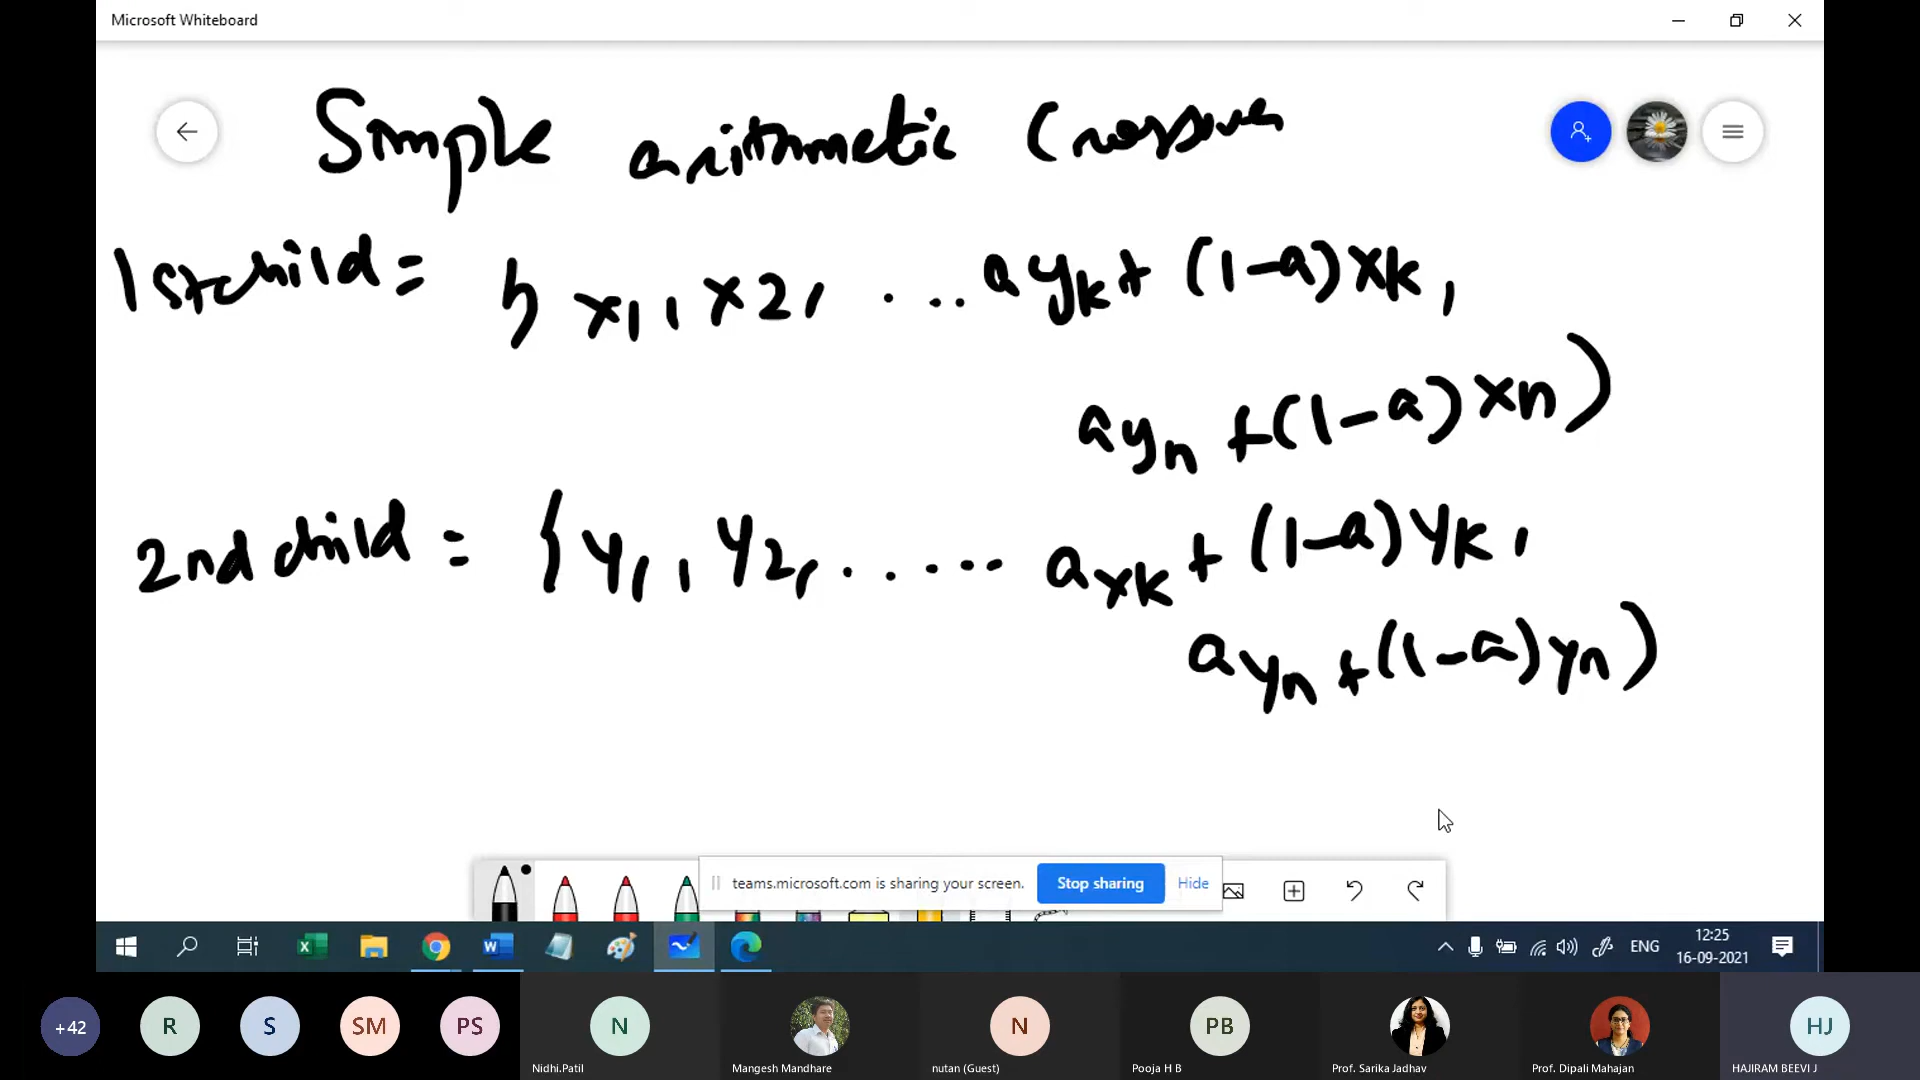 Microsoft Whiteboard
Simple arithmetic Crossover
1st child = { x1, x2, ... ayk + (1-a)xk,
ayn + (1-a)xn)
2nd child = { y1, y2, ..... axk + (1-a)yk,
ayn + (1-a)yn)
teams.microsoft.com is sharing your screen. Stop sharing Hide
ENG
12:25
16-09-2021
+42 R S SM PS N N PB HJ
Nidhi.Patil Mangesh Mandhare nutan (Guest) Pooja H B Prof. Sarika Jadhav Prof. Dipali Mahajan HAJIRAM BEEVI J